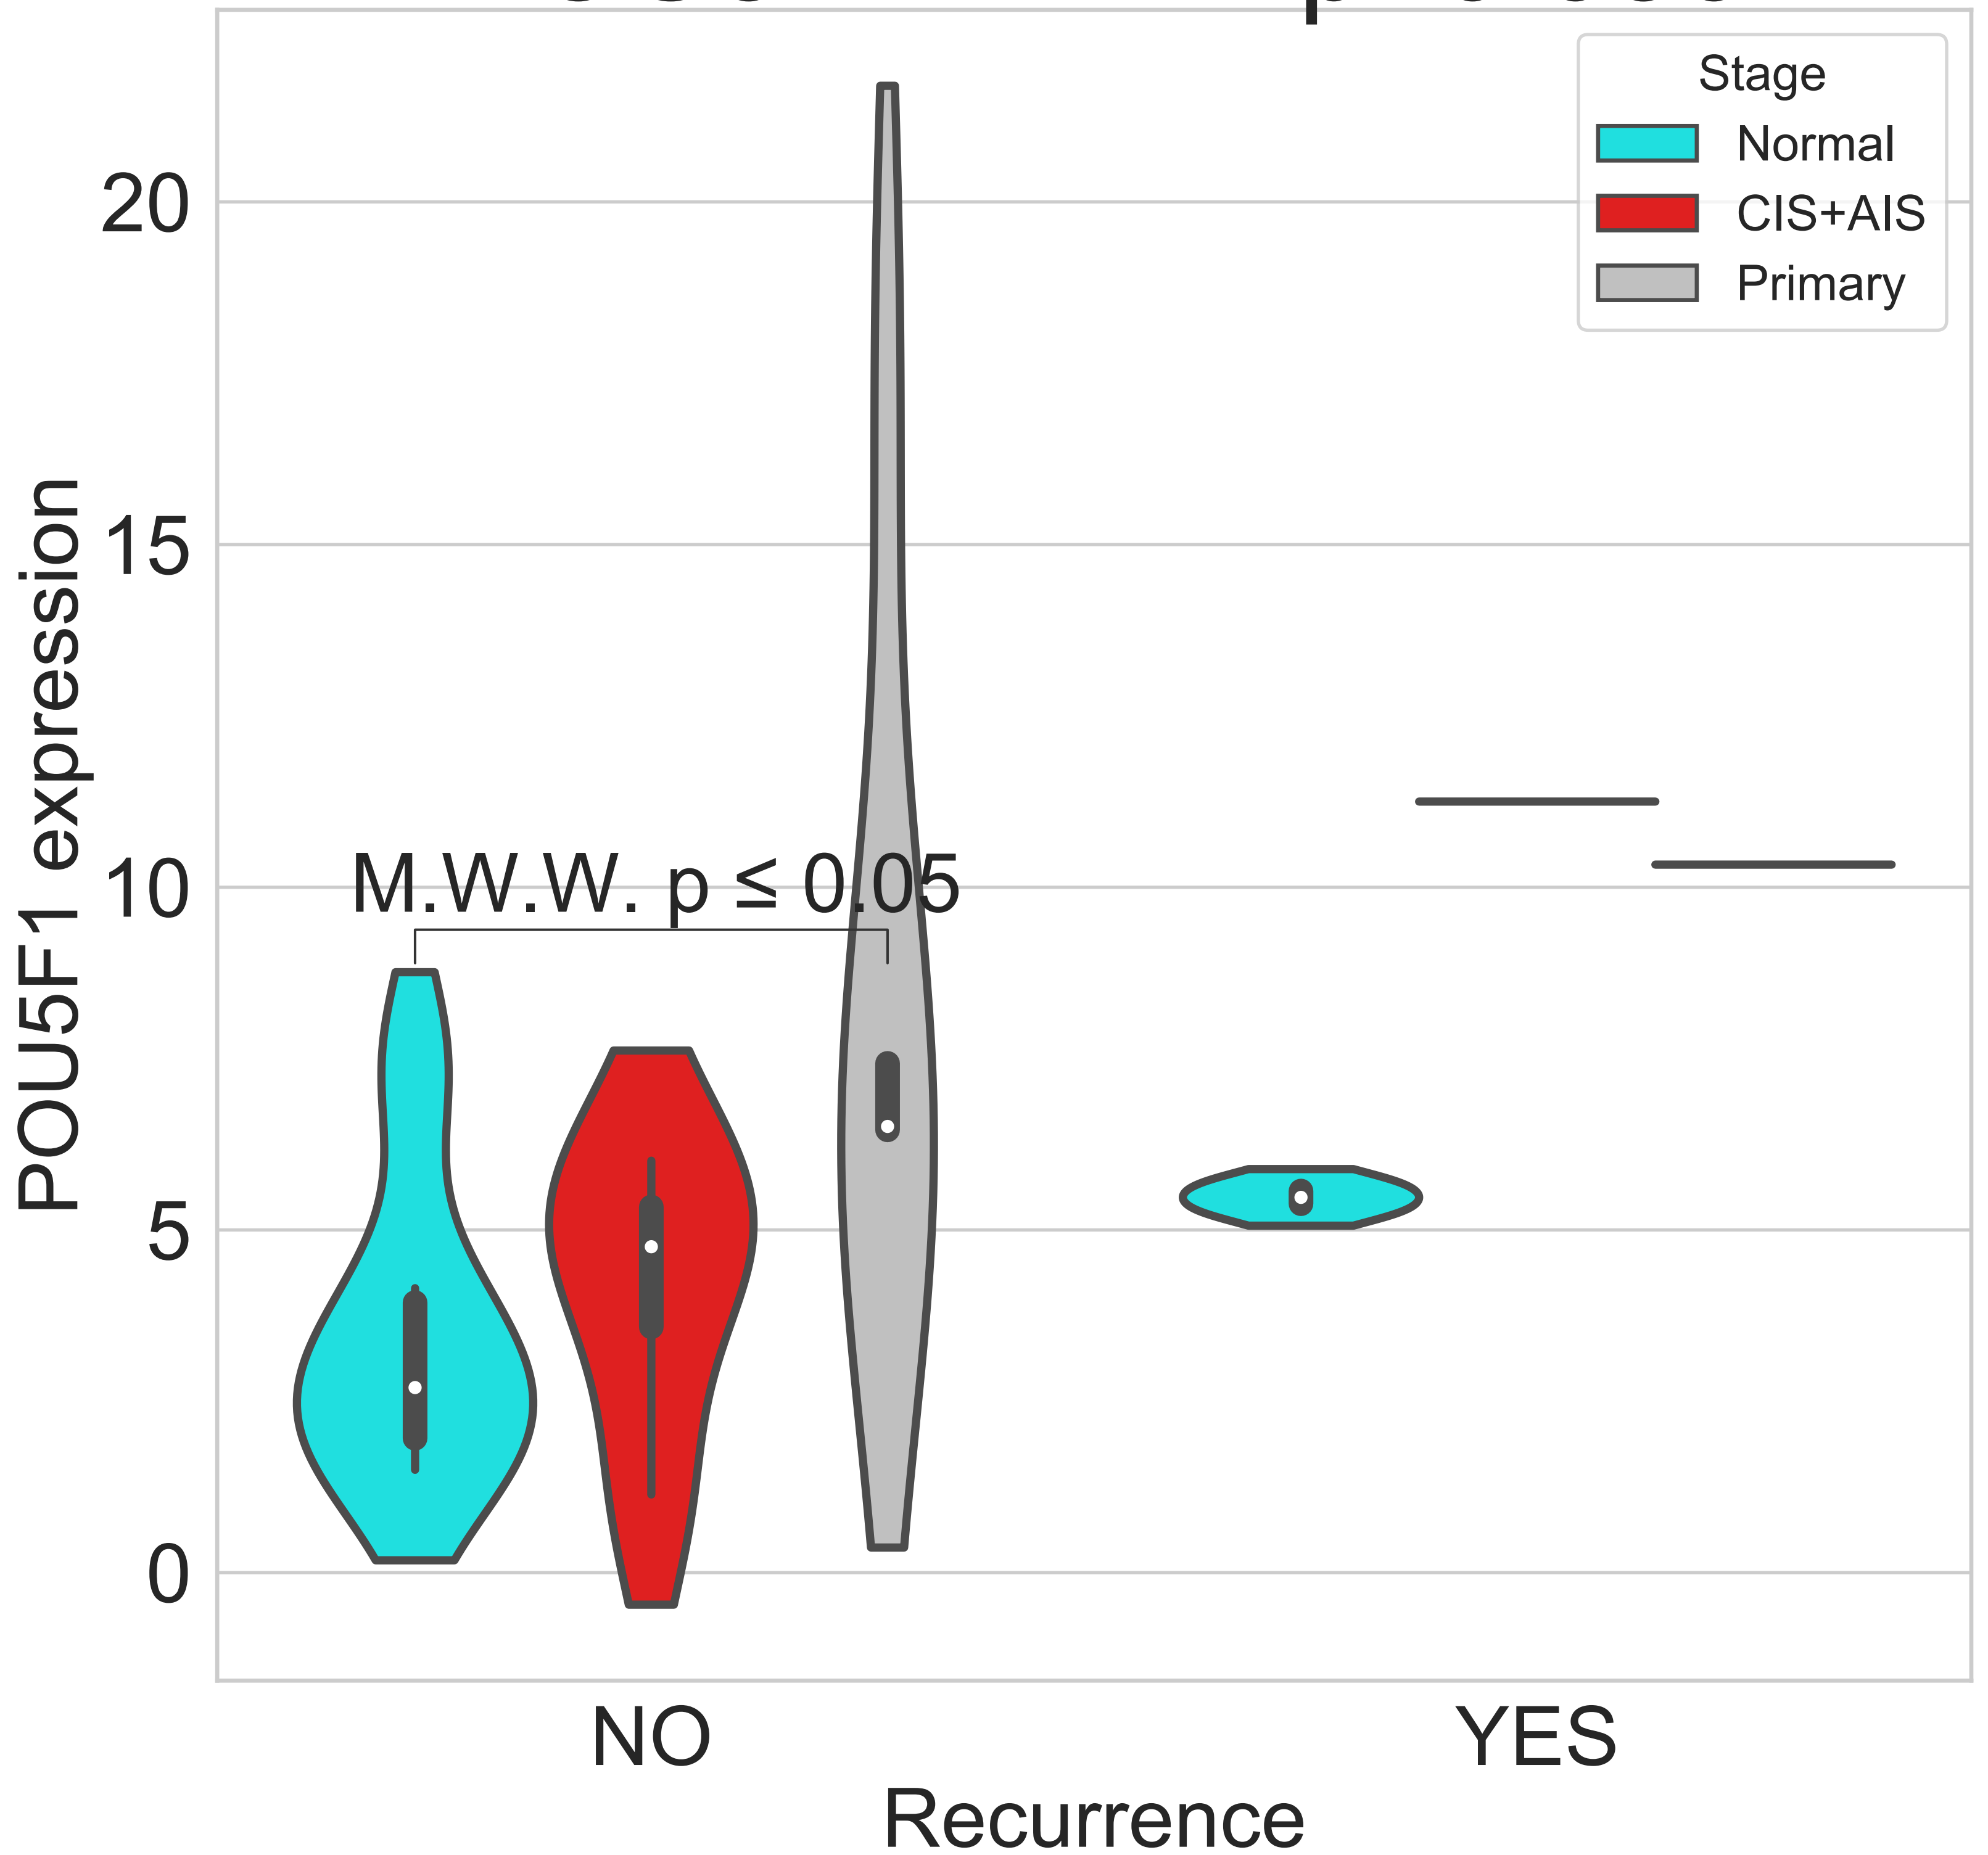 Stage
Normal
CIS+AIS
Primary
20
15
10
5
0
POU5F1 expression
M.W.W. p ≤ 0.05
NO
YES
Recurrence